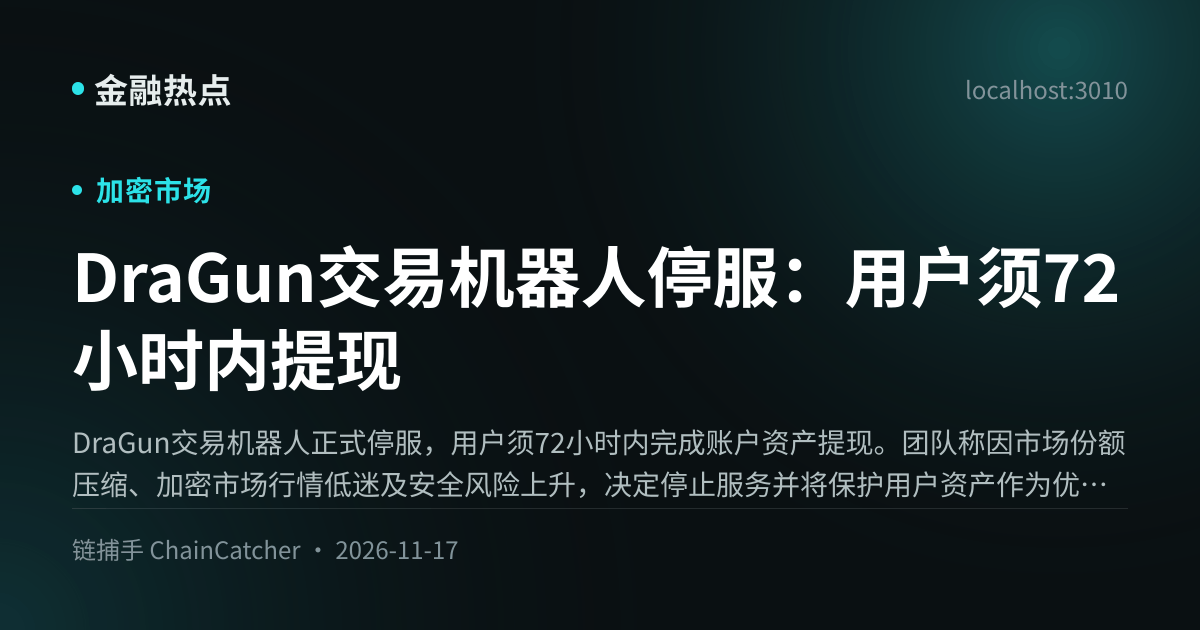 金融热点
localhost:3010
加密市场
DraGun交易机器人停服：用户须72
小时内提现
DraGun交易机器人正式停服，用户须72小时内完成账户资产提现。团队称因市场份额
压缩、加密市场行情低迷及安全风险上升，决定停止服务并将保护用户资产作为优…
链捕手 ChainCatcher · 2026-11-17